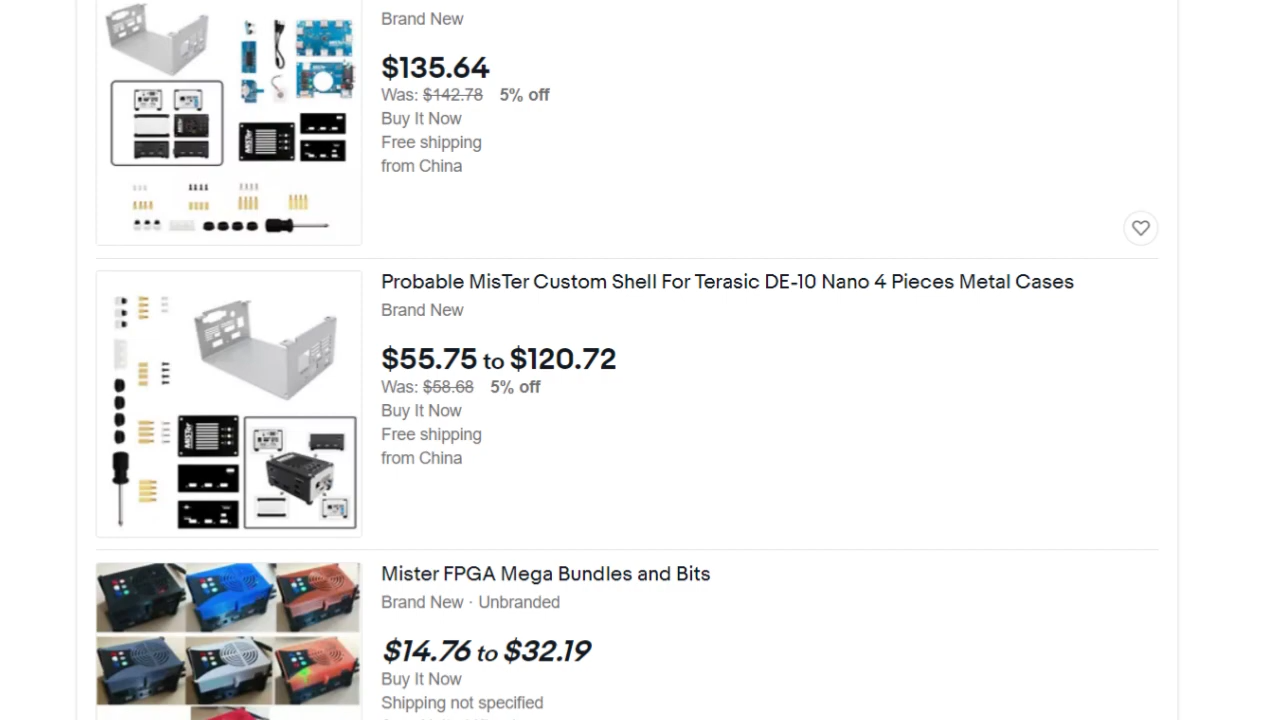 Brand New
$135.64
Was: $142.78 5% off
Buy It Now
Free shipping
from China
MiSTer
Probable MisTer Custom Shell For Terasic DE-10 Nano 4 Pieces Metal Cases
Brand New
$55.75 to $120.72
Was: $58.68 5% off
Buy It Now
Free shipping
from China
MiSTer
Mister FPGA Mega Bundles and Bits
Brand New · Unbranded
$14.76 to $32.19
Buy It Now
Shipping not specified